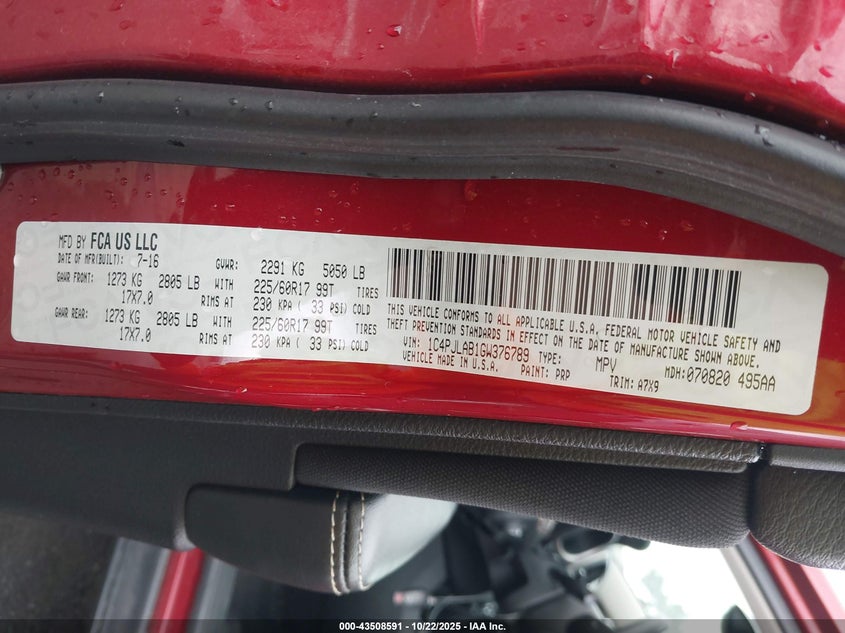 MFD BY FCA US LLC
DATE OF MFR(BUILT): 7-16 GVWR: 2291 KG 5050 LB
GAWR FRONT: 1273 KG 2805 LB WITH 225/60R17 99T TIRES
17X7.0 RIMS AT 230 KPA ( 33 PSI) COLD
GAWR REAR: 1273 KG 2805 LB WITH 225/60R17 99T TIRES
17X7.0 RIMS AT 230 KPA ( 33 PSI) COLD
THIS VEHICLE CONFORMS TO ALL APPLICABLE U.S.A. FEDERAL MOTOR VEHICLE SAFETY AND
THEFT PREVENTION STANDARDS IN EFFECT ON THE DATE OF MANUFACTURE SHOWN ABOVE.
VIN: 1C4PJLAB1GW376789 TYPE: MPV MDH:070820 495AA
VEHICLE MADE IN U.S.A. PAINT: PRP TRIM: A7X9
000-43508591 - 10/22/2025 - IAA Inc.